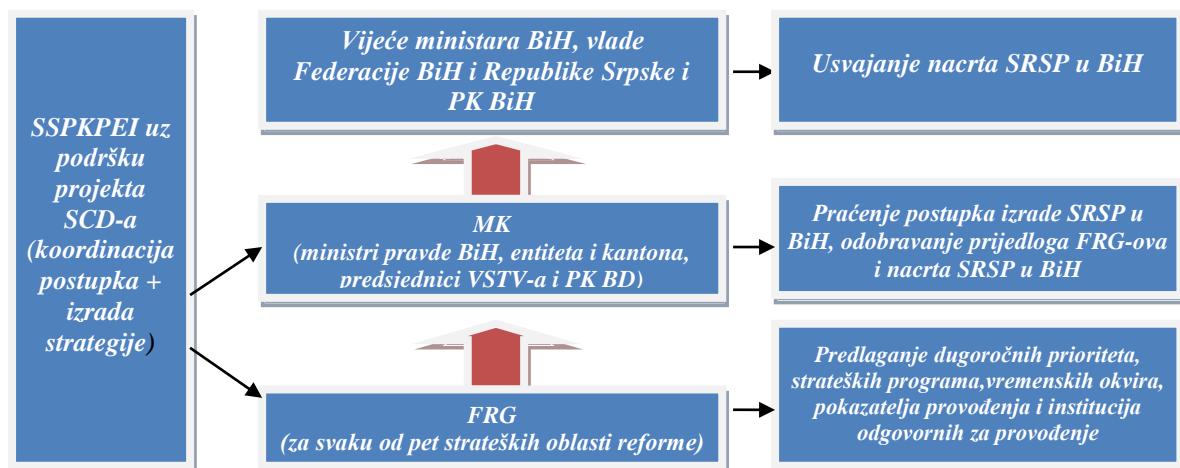 SSPKPEI uz
podršku
projekta
SCD-a
(koordinacija
postupka +
izrada
strategije)
Vijeće ministara BiH, vlade
Federacije BiH i Republike Srpske i
PK BiH
Usvajanje nacrta SRSP u BiH
MK
(ministri pravde BiH, entiteta i kantona,
predsjednici VSTV-a i PK BD)
Praćenje postupka izrade SRSP u
BiH, odobravanje prijedloga FRG-ova
i nacrta SRSP u BiH
FRG
(za svaku od pet strateških oblasti reforme)
Predlaganje dugoročnih prioriteta,
strateških programa,vremenskih okvira,
pokazatelja provođenja i institucija
odgovornih za provođenje